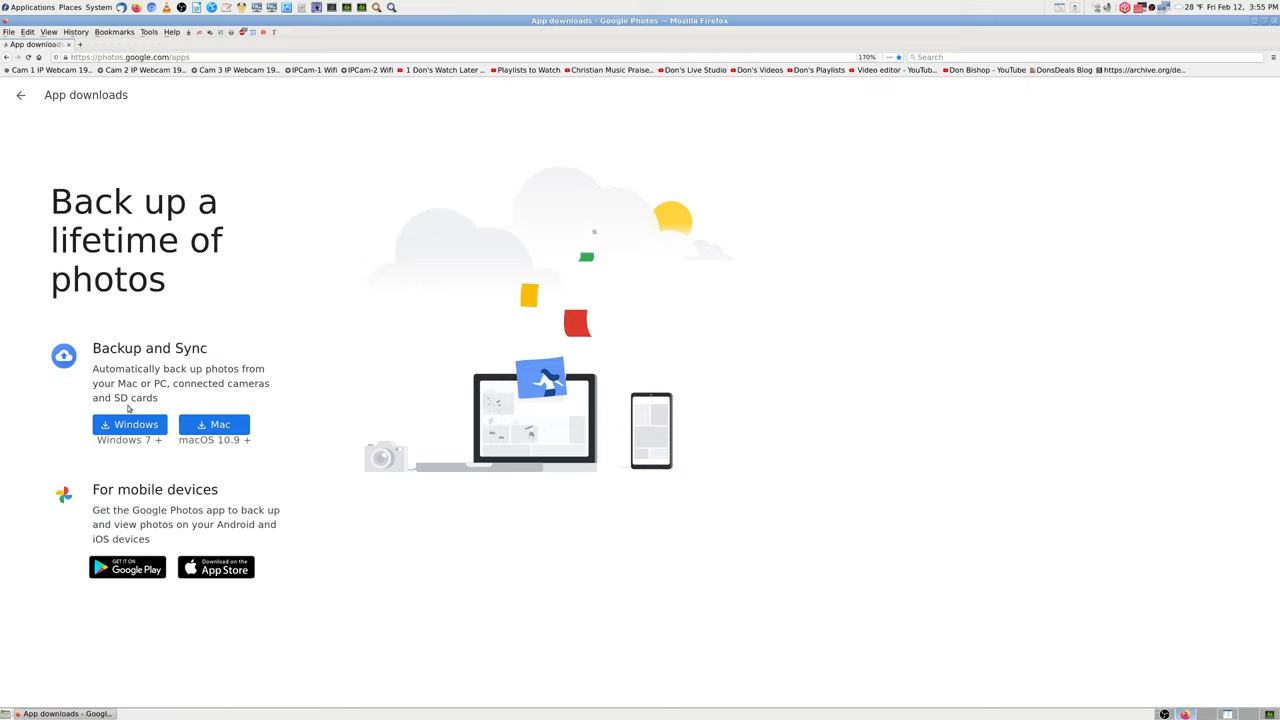 Applications Places System 28 °F Fri Feb 12, 3:55 PM
App downloads - Google Photos — Mozilla Firefox
File Edit View History Bookmarks Tools Help
App downloads × +
https://photos.google.com/apps 170% Search
Cam 1 IP Webcam 19... Cam 2 IP Webcam 19... Cam 3 IP Webcam 19... IPCam-1 Wifi IPCam-2 Wifi 1 Don's Watch Later ... Playlists to Watch Christian Music Praise... Don's Live Studio Don's Videos Don's Playlists Video editor - YouTub... Don Bishop - YouTube DonsDeals Blog https://archive.org/de...
App downloads
Back up a
lifetime of
photos
Backup and Sync
Automatically back up photos from
your Mac or PC, connected cameras
and SD cards
Windows Mac
Windows 7 + macOS 10.9 +
For mobile devices
Get the Google Photos app to back up
and view photos on your Android and
iOS devices
GET IT ON Download on the
Google Play App Store
App downloads - Googl...